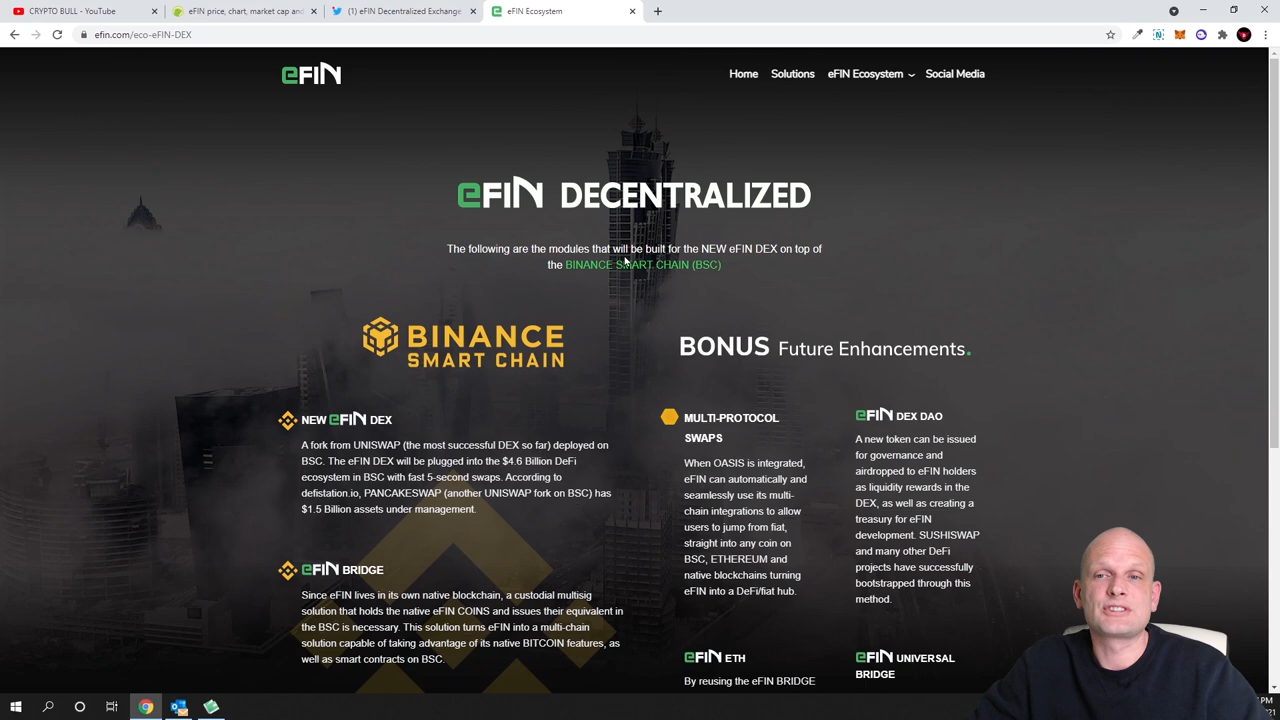 CRYPTO BULL - YouTube
eFIN price, chart, market cap and
(1) eFIN Decentralized Exchange
eFIN Ecosystem
efin.com/eco-eFIN-DEX
eFIN
Home
Solutions
eFIN Ecosystem
Social Media
eFIN DECENTRALIZED
The following are the modules that will be built for the NEW eFIN DEX on top of
the BINANCE SMART CHAIN (BSC)
BINANCE
SMART CHAIN
BONUS Future Enhancements.
NEW eFIN DEX
A fork from UNISWAP (the most successful DEX so far) deployed on
BSC. The eFIN DEX will be plugged into the $4.6 Billion DeFi
ecosystem in BSC with fast 5-second swaps. According to
defistation.io, PANCAKESWAP (another UNISWAP fork on BSC) has
$1.5 Billion assets under management.
eFIN BRIDGE
Since eFIN lives in its own native blockchain, a custodial multisig
solution that holds the native eFIN COINS and issues their equivalent in
the BSC is necessary. This solution turns eFIN into a multi-chain
solution capable of taking advantage of its native BITCOIN features, as
well as smart contracts on BSC.
MULTI-PROTOCOL
SWAPS
When OASIS is integrated,
eFIN can automatically and
seamlessly use its multi-
chain integrations to allow
users to jump from fiat,
straight into any coin on
BSC, ETHEREUM and
native blockchains turning
eFIN into a DeFi/fiat hub.
eFIN ETH
By reusing the eFIN BRIDGE
eFIN DEX DAO
A new token can be issued
for governance and
airdropped to eFIN holders
as liquidity rewards in the
DEX, as well as creating a
treasury for eFIN
development. SUSHISWAP
and many other DeFi
projects have successfully
bootstrapped through this
method.
eFIN UNIVERSAL
BRIDGE
PM